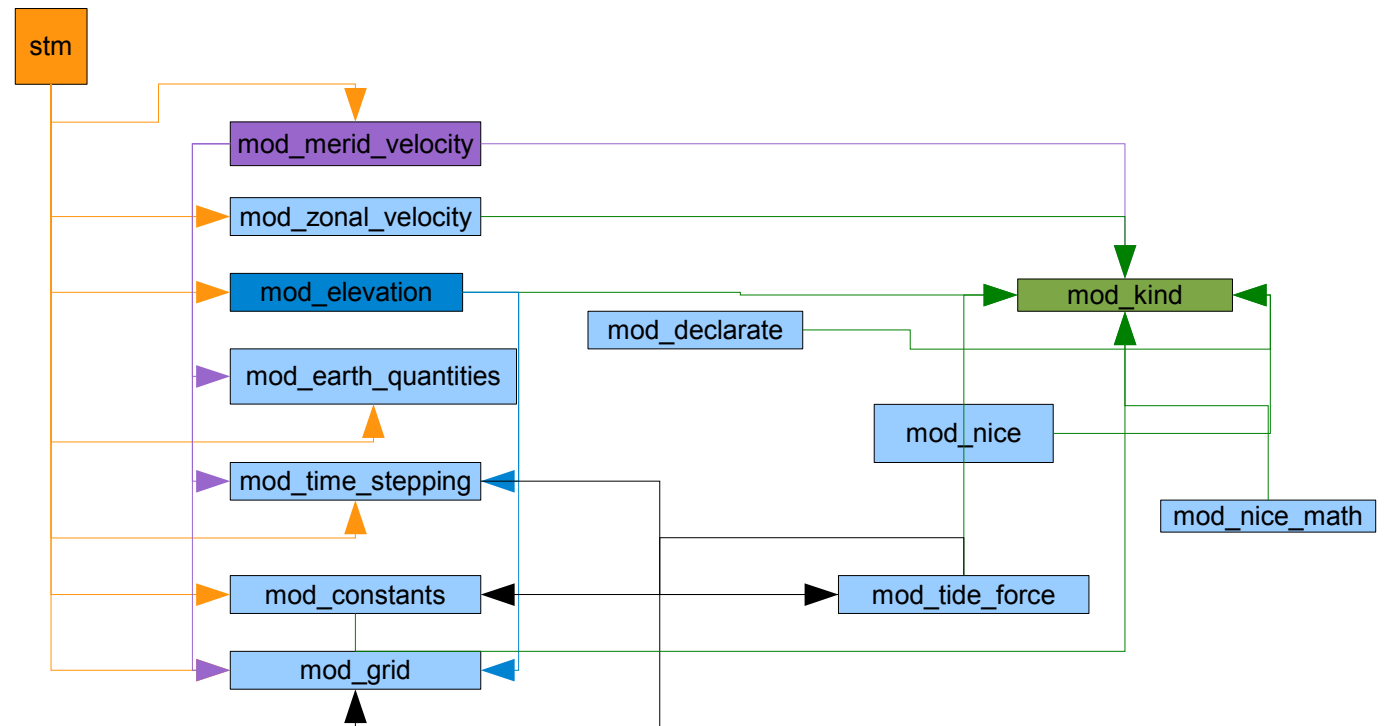 stm
mod_merid_velocity
mod_zonal_velocity
mod_elevation
mod_kind
mod_declarate
mod_earth_quantities
mod_nice
mod_time_stepping
mod_nice_math
mod_constants
mod_tide_force
mod_grid